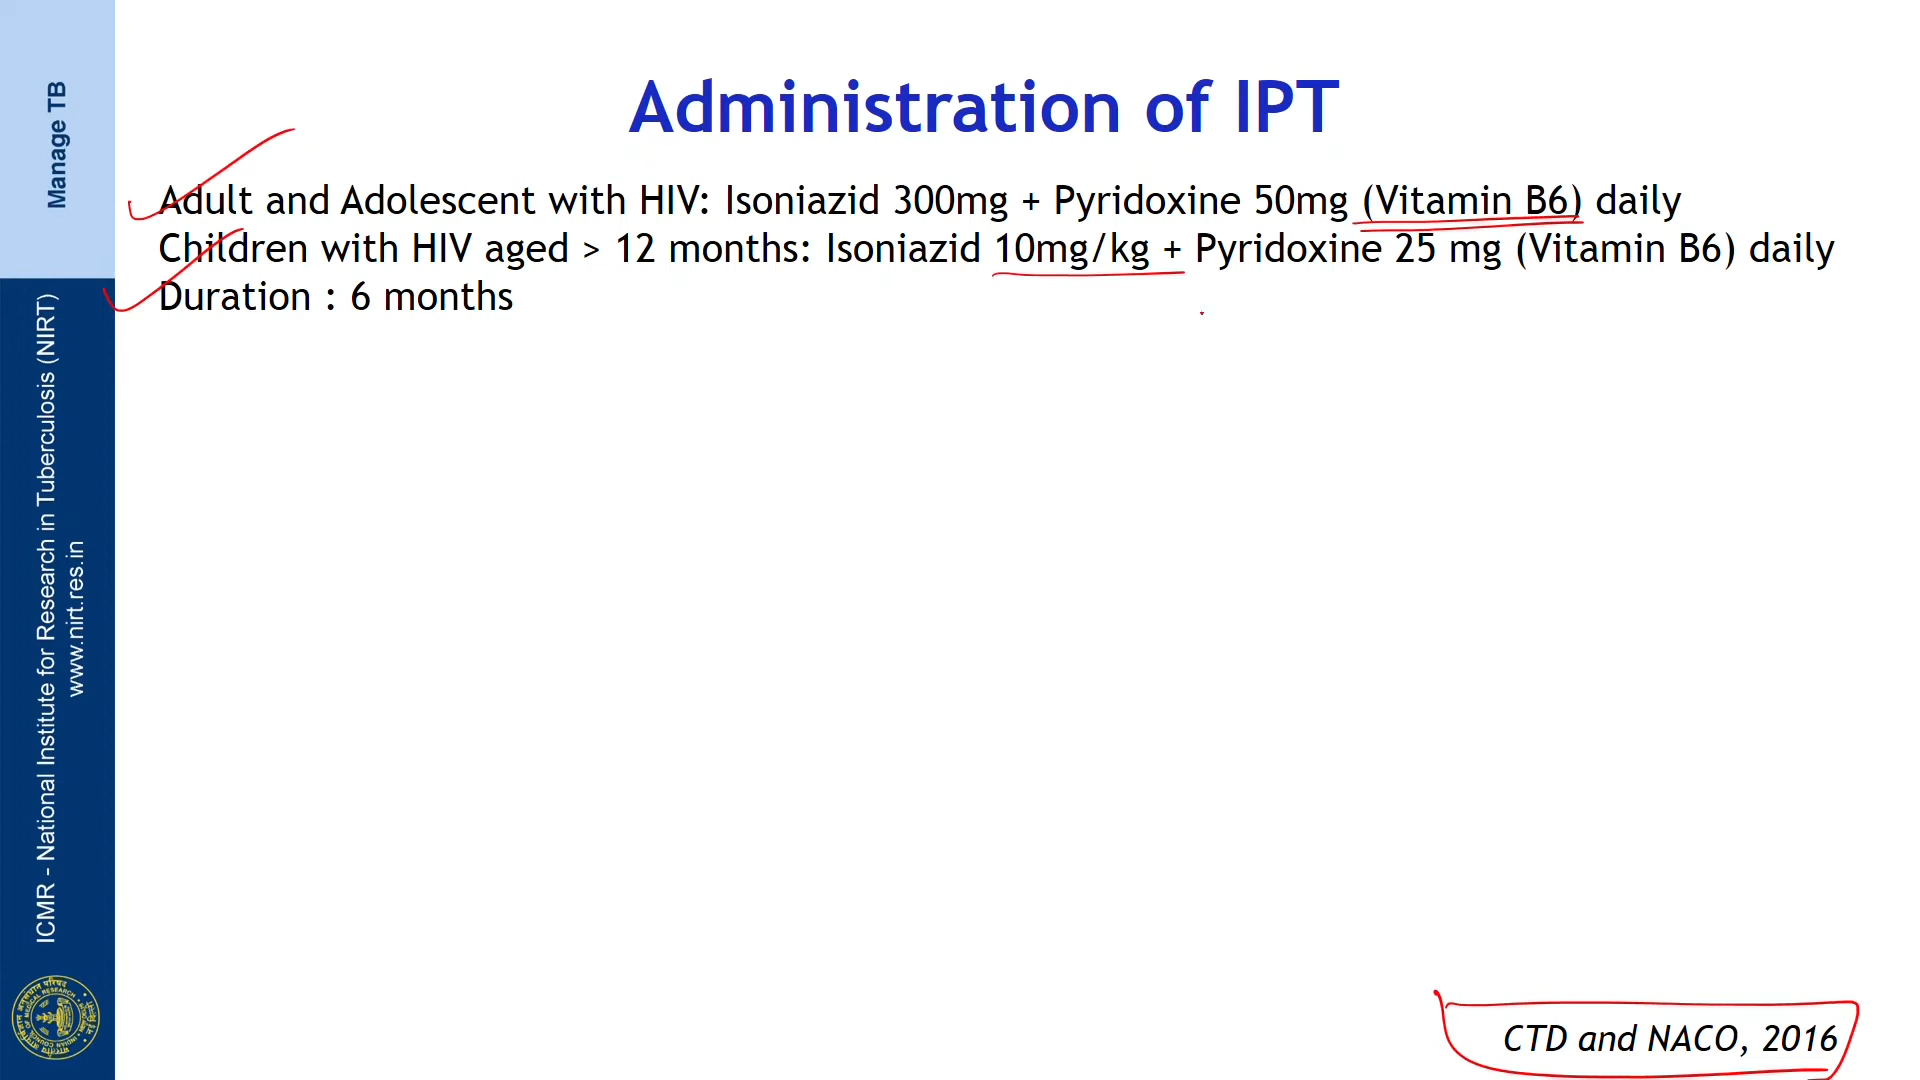 Administration of IPT
Adult and Adolescent with HIV: Isoniazid 300mg + Pyridoxine 50mg (Vitamin B6) daily
Children with HIV aged > 12 months: Isoniazid 10mg/kg + Pyridoxine 25 mg (Vitamin B6) daily
Duration : 6 months
CTD and NACO, 2016
Manage TB
ICMR - National Institute for Research in Tuberculosis (NIRT)
www.nirt.res.in